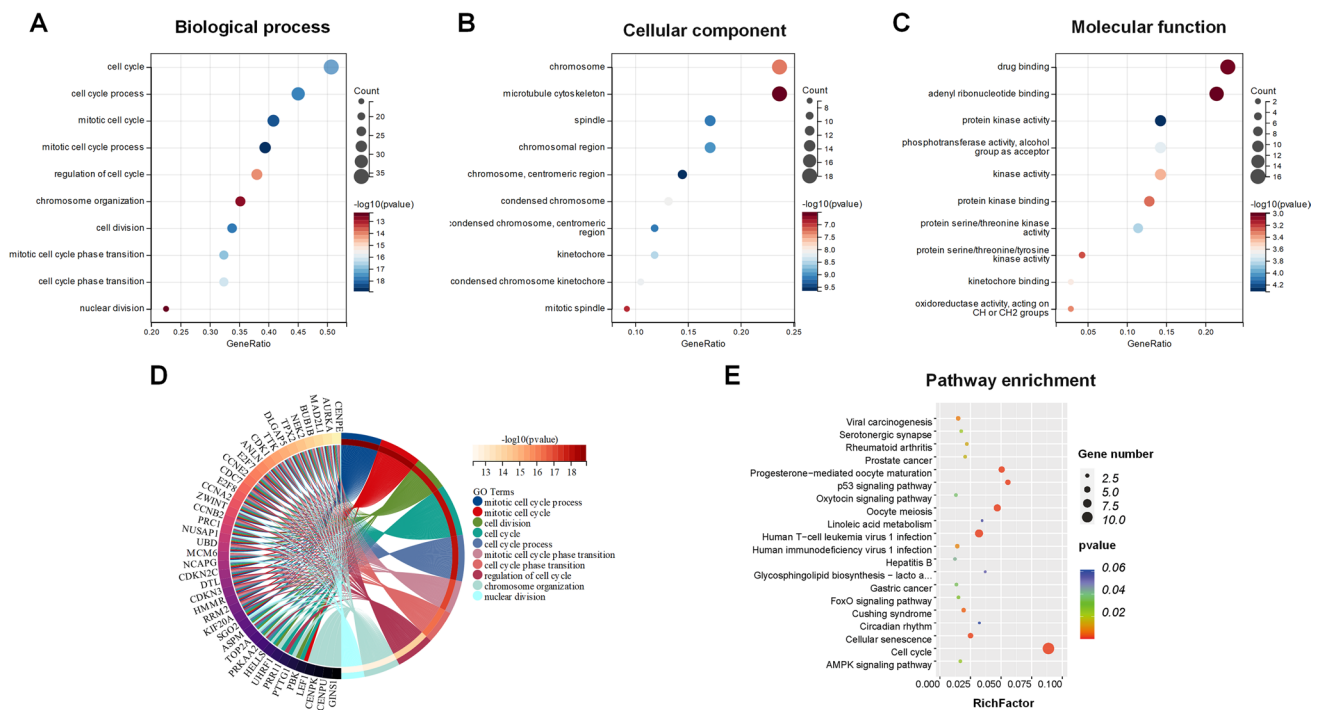 A
Biological process
cell cycle
cell cycle process
mitotic cell cycle
mitotic cell cycle process
regulation of cell cycle
chromosome organization
cell division
mitotic cell cycle phase transition
cell cycle phase transition
nuclear division
0.20 0.25 0.30 0.35 0.40 0.45 0.50
GeneRatio
Count
20
25
30
35
-log10(pvalue)
13
14
15
16
17
18
B
Cellular component
chromosome
microtubule cytoskeleton
spindle
chromosomal region
chromosome, centromeric region
condensed chromosome
condensed chromosome, centromeric
region
kinetochore
condensed chromosome kinetochore
mitotic spindle
0.10 0.15 0.20 0.25
GeneRatio
Count
8
10
12
14
16
18
-log10(pvalue)
7.0
7.5
8.0
8.5
9.0
9.5
C
Molecular function
drug binding
adenyl ribonucleotide binding
protein kinase activity
phosphotransferase activity, alcohol
group as acceptor
kinase activity
protein kinase binding
protein serine/threonine kinase
activity
protein serine/threonine/tyrosine
kinase activity
kinetochore binding
oxidoreductase activity, acting on
CH or CH2 groups
0.05 0.10 0.15 0.20
GeneRatio
Count
2
4
6
8
10
12
14
16
-log10(pvalue)
3.0
3.2
3.4
3.6
3.8
4.0
4.2
D
CENPE
AURKA
MAD2L1
BUB1B
NEK2
TPX2
DLGAP5
TTK
CDK1
ANLN
E2F7
CCNE2
CDC7
E2F8
CCNA2
ZWINT
CCNB2
PRC1
NUSAP1
UBD
MCM6
NCAPG
CDKN2C
DTL
CDKN3
HMMR
RRM2
KIF20A
SGO2
ASPM
TOP2A
PRKAA2
HELLS
UHRF1
PRR11
PTTG1
PBK
LEF1
CENPK
CENPU
GINS1
-log10(pvalue)
13 14 15 16 17 18
GO Terms
mitotic cell cycle process
mitotic cell cycle
cell division
cell cycle
cell cycle process
mitotic cell cycle phase transition
cell cycle phase transition
regulation of cell cycle
chromosome organization
nuclear division
E
Pathway enrichment
Viral carcinogenesis
Serotonergic synapse
Rheumatoid arthritis
Prostate cancer
Progesterone-mediated oocyte maturation
p53 signaling pathway
Oxytocin signaling pathway
Oocyte meiosis
Linoleic acid metabolism
Human T-cell leukemia virus 1 infection
Human immunodeficiency virus 1 infection
Hepatitis B
Glycosphingolipid biosynthesis − lacto a...
Gastric cancer
FoxO signaling pathway
Cushing syndrome
Circadian rhythm
Cellular senescence
Cell cycle
AMPK signaling pathway
0.000 0.025 0.050 0.075 0.100
RichFactor
Gene number
2.5
5.0
7.5
10.0
pvalue
0.06
0.04
0.02